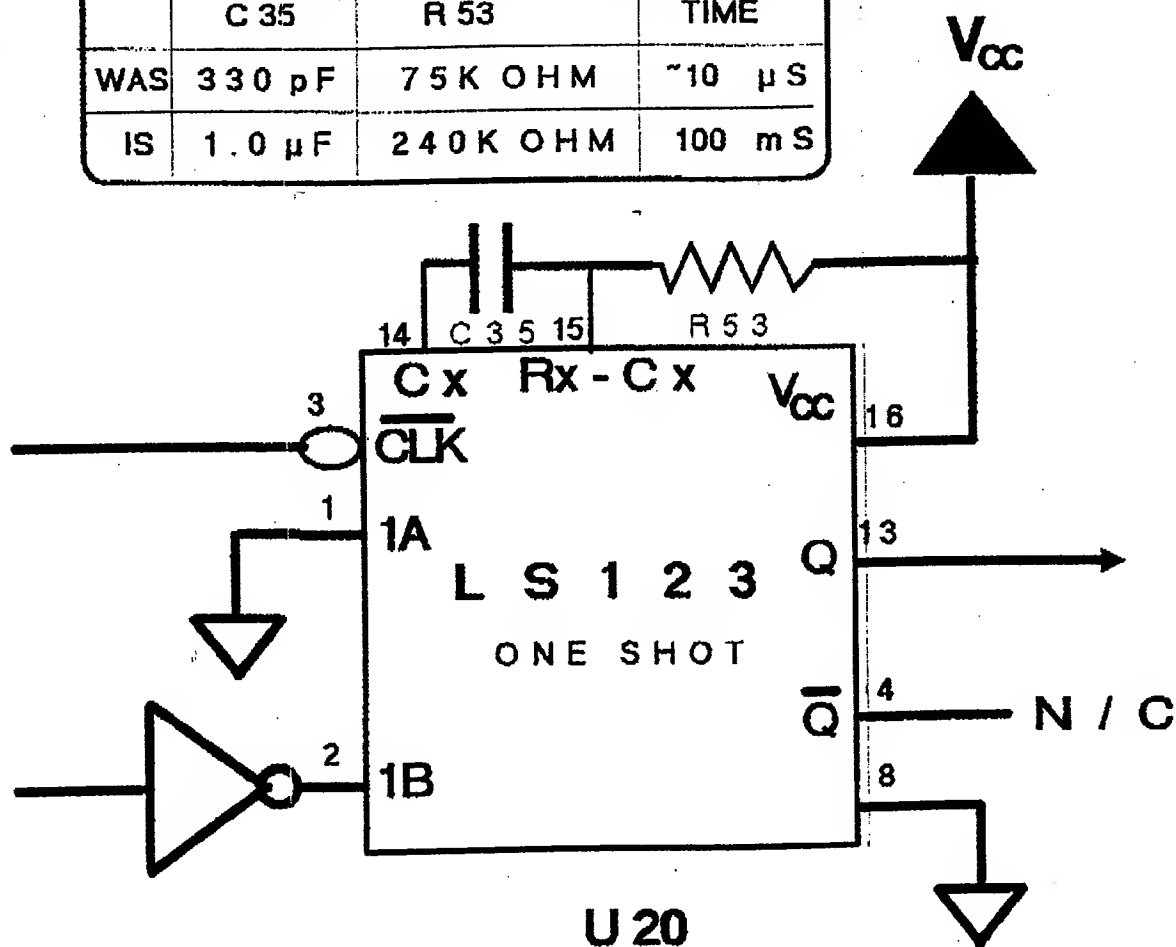 C 35 R 53 TIME
WAS 330 pF 75K OHM ~10 µS
IS 1.0 µF 240K OHM 100 mS
VCC
14 C 3 5 15 R 5 3
Cx Rx - Cx VCC
3 16
CLK
1
1A 13
Q
L S 1 2 3
ONE SHOT
4
Q N / C
2
1B 8
U 20